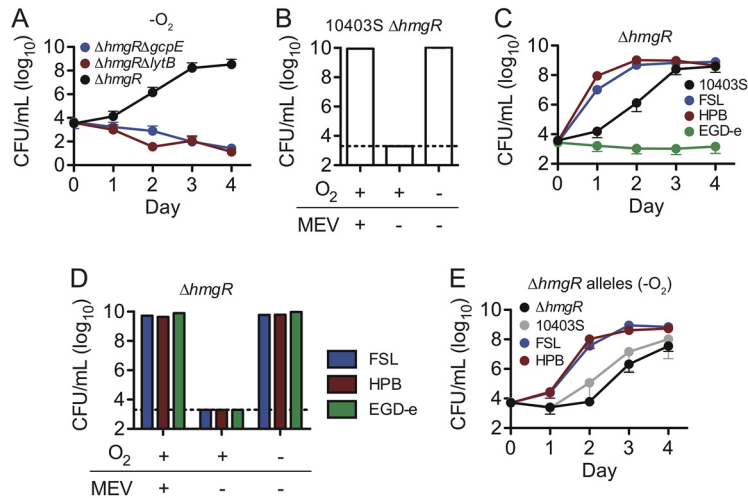 A
-O2
ΔhmgRΔgcpE
ΔhmgRΔlytB
ΔhmgR
CFU/mL (log10)
10
8
6
4
2
0
0 1 2 3 4
Day
B
10403S ΔhmgR
CFU/mL (log10)
10
8
6
4
2
O2 + + -
MEV + - -
C
ΔhmgR
CFU/mL (log10)
10
8
6
4
2
10403S
FSL
HPB
EGD-e
0 1 2 3 4
Day
D
ΔhmgR
CFU/mL (log10)
10
8
6
4
2
FSL
HPB
EGD-e
O2 + + -
MEV + - -
E
ΔhmgR alleles (-O2)
CFU/mL (log10)
10
8
6
4
2
ΔhmgR
10403S
FSL
HPB
0 1 2 3 4
Day